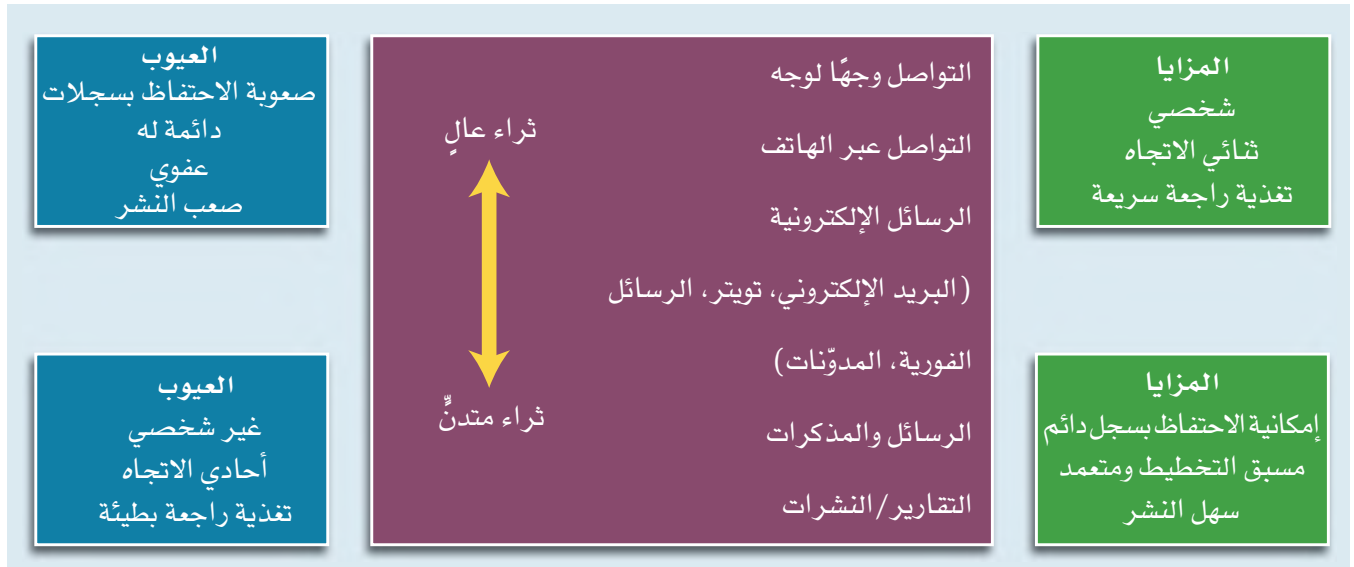 المزايا
شخصي
ثنائي الاتجاه
تغذية راجعة سريعة
المزايا
إمكانية الاحتفاظ بسجل دائم
مسبق التخطيط ومتعمد
سهل النشر
التواصل وجهًا لوجه
التواصل عبر الهاتف
الرسائل الإلكترونية
(البريد الإلكتروني، تويتر، الرسائل
الفورية، المدوّنات)
الرسائل والمذكرات
التقارير/النشرات
ثراء عالٍ
ثراء متدنٍّ
العيوب
صعوبة الاحتفاظ بسجلات
دائمة له
عفوي
صعب النشر
العيوب
غير شخصي
أحادي الاتجاه
تغذية راجعة بطيئة